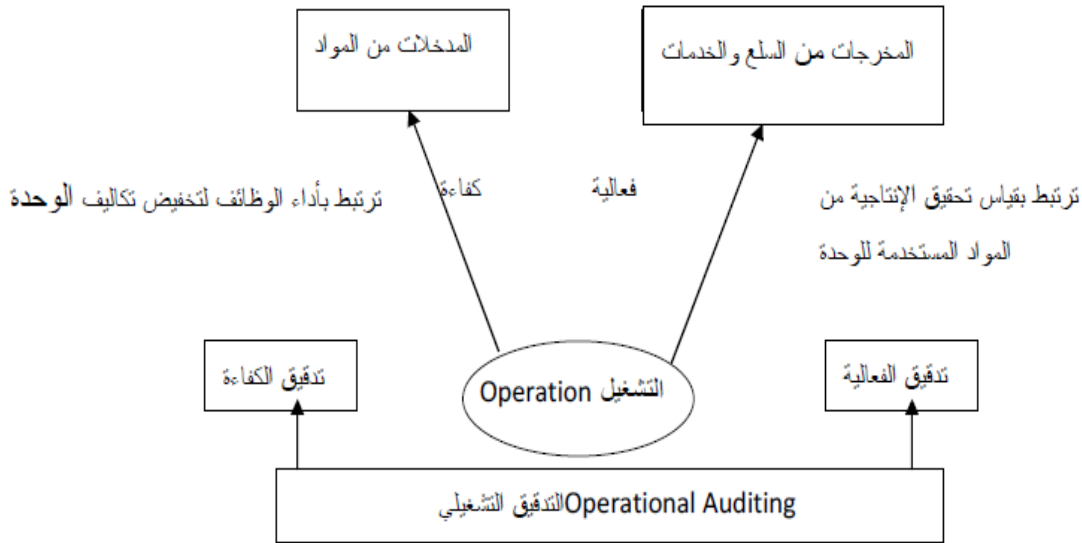 المخرجات من السلع والخدمات
المدخلات من المواد
ترتبط بقياس تحقيق الإنتاجية من
المواد المستخدمة للوحدة
فعالية
كفاءة
ترتبط بأداء الوظائف لتخفيض تكاليف الوحدة
تدقيق الفعالية
التشغيل Operation
تدقيق الكفاءة
Operational Auditingالتدقيق التشغيلي